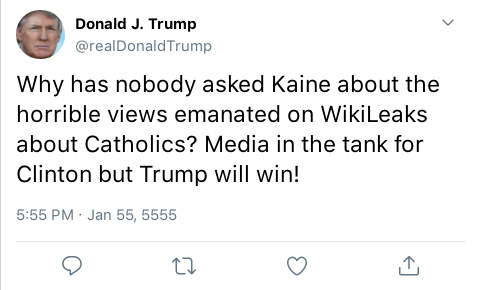 Donald J. Trump
@realDonaldTrump
Why has nobody asked Kaine about the
horrible views emanated on WikiLeaks
about Catholics? Media in the tank for
Clinton but Trump will win!
5:55 PM · Jan 55, 5555